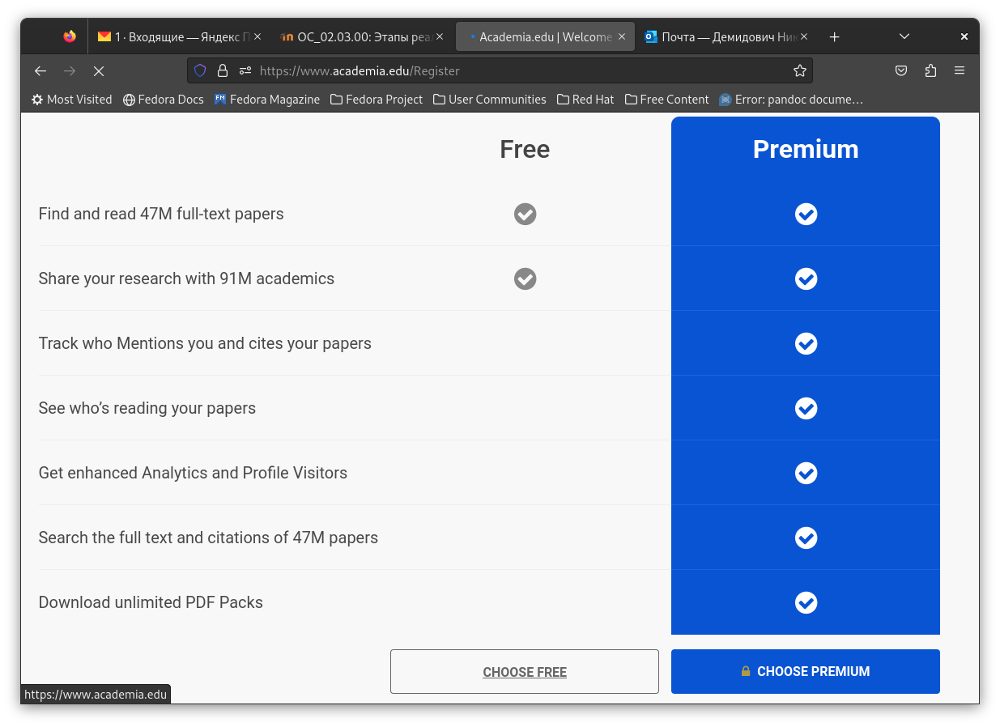 1 · Входящие — Яндекс П
ОС_02.03.00: Этапы реа
Academia.edu | Welcome
Почта — Демидович Ник
https://www.academia.edu/Register
Most Visited Fedora Docs FM Fedora Magazine Fedora Project User Communities Red Hat Free Content Error: pandoc docume…
Free Premium
Find and read 47M full-text papers
Share your research with 91M academics
Track who Mentions you and cites your papers
See who’s reading your papers
Get enhanced Analytics and Profile Visitors
Search the full text and citations of 47M papers
Download unlimited PDF Packs
CHOOSE FREE CHOOSE PREMIUM
https://www.academia.edu